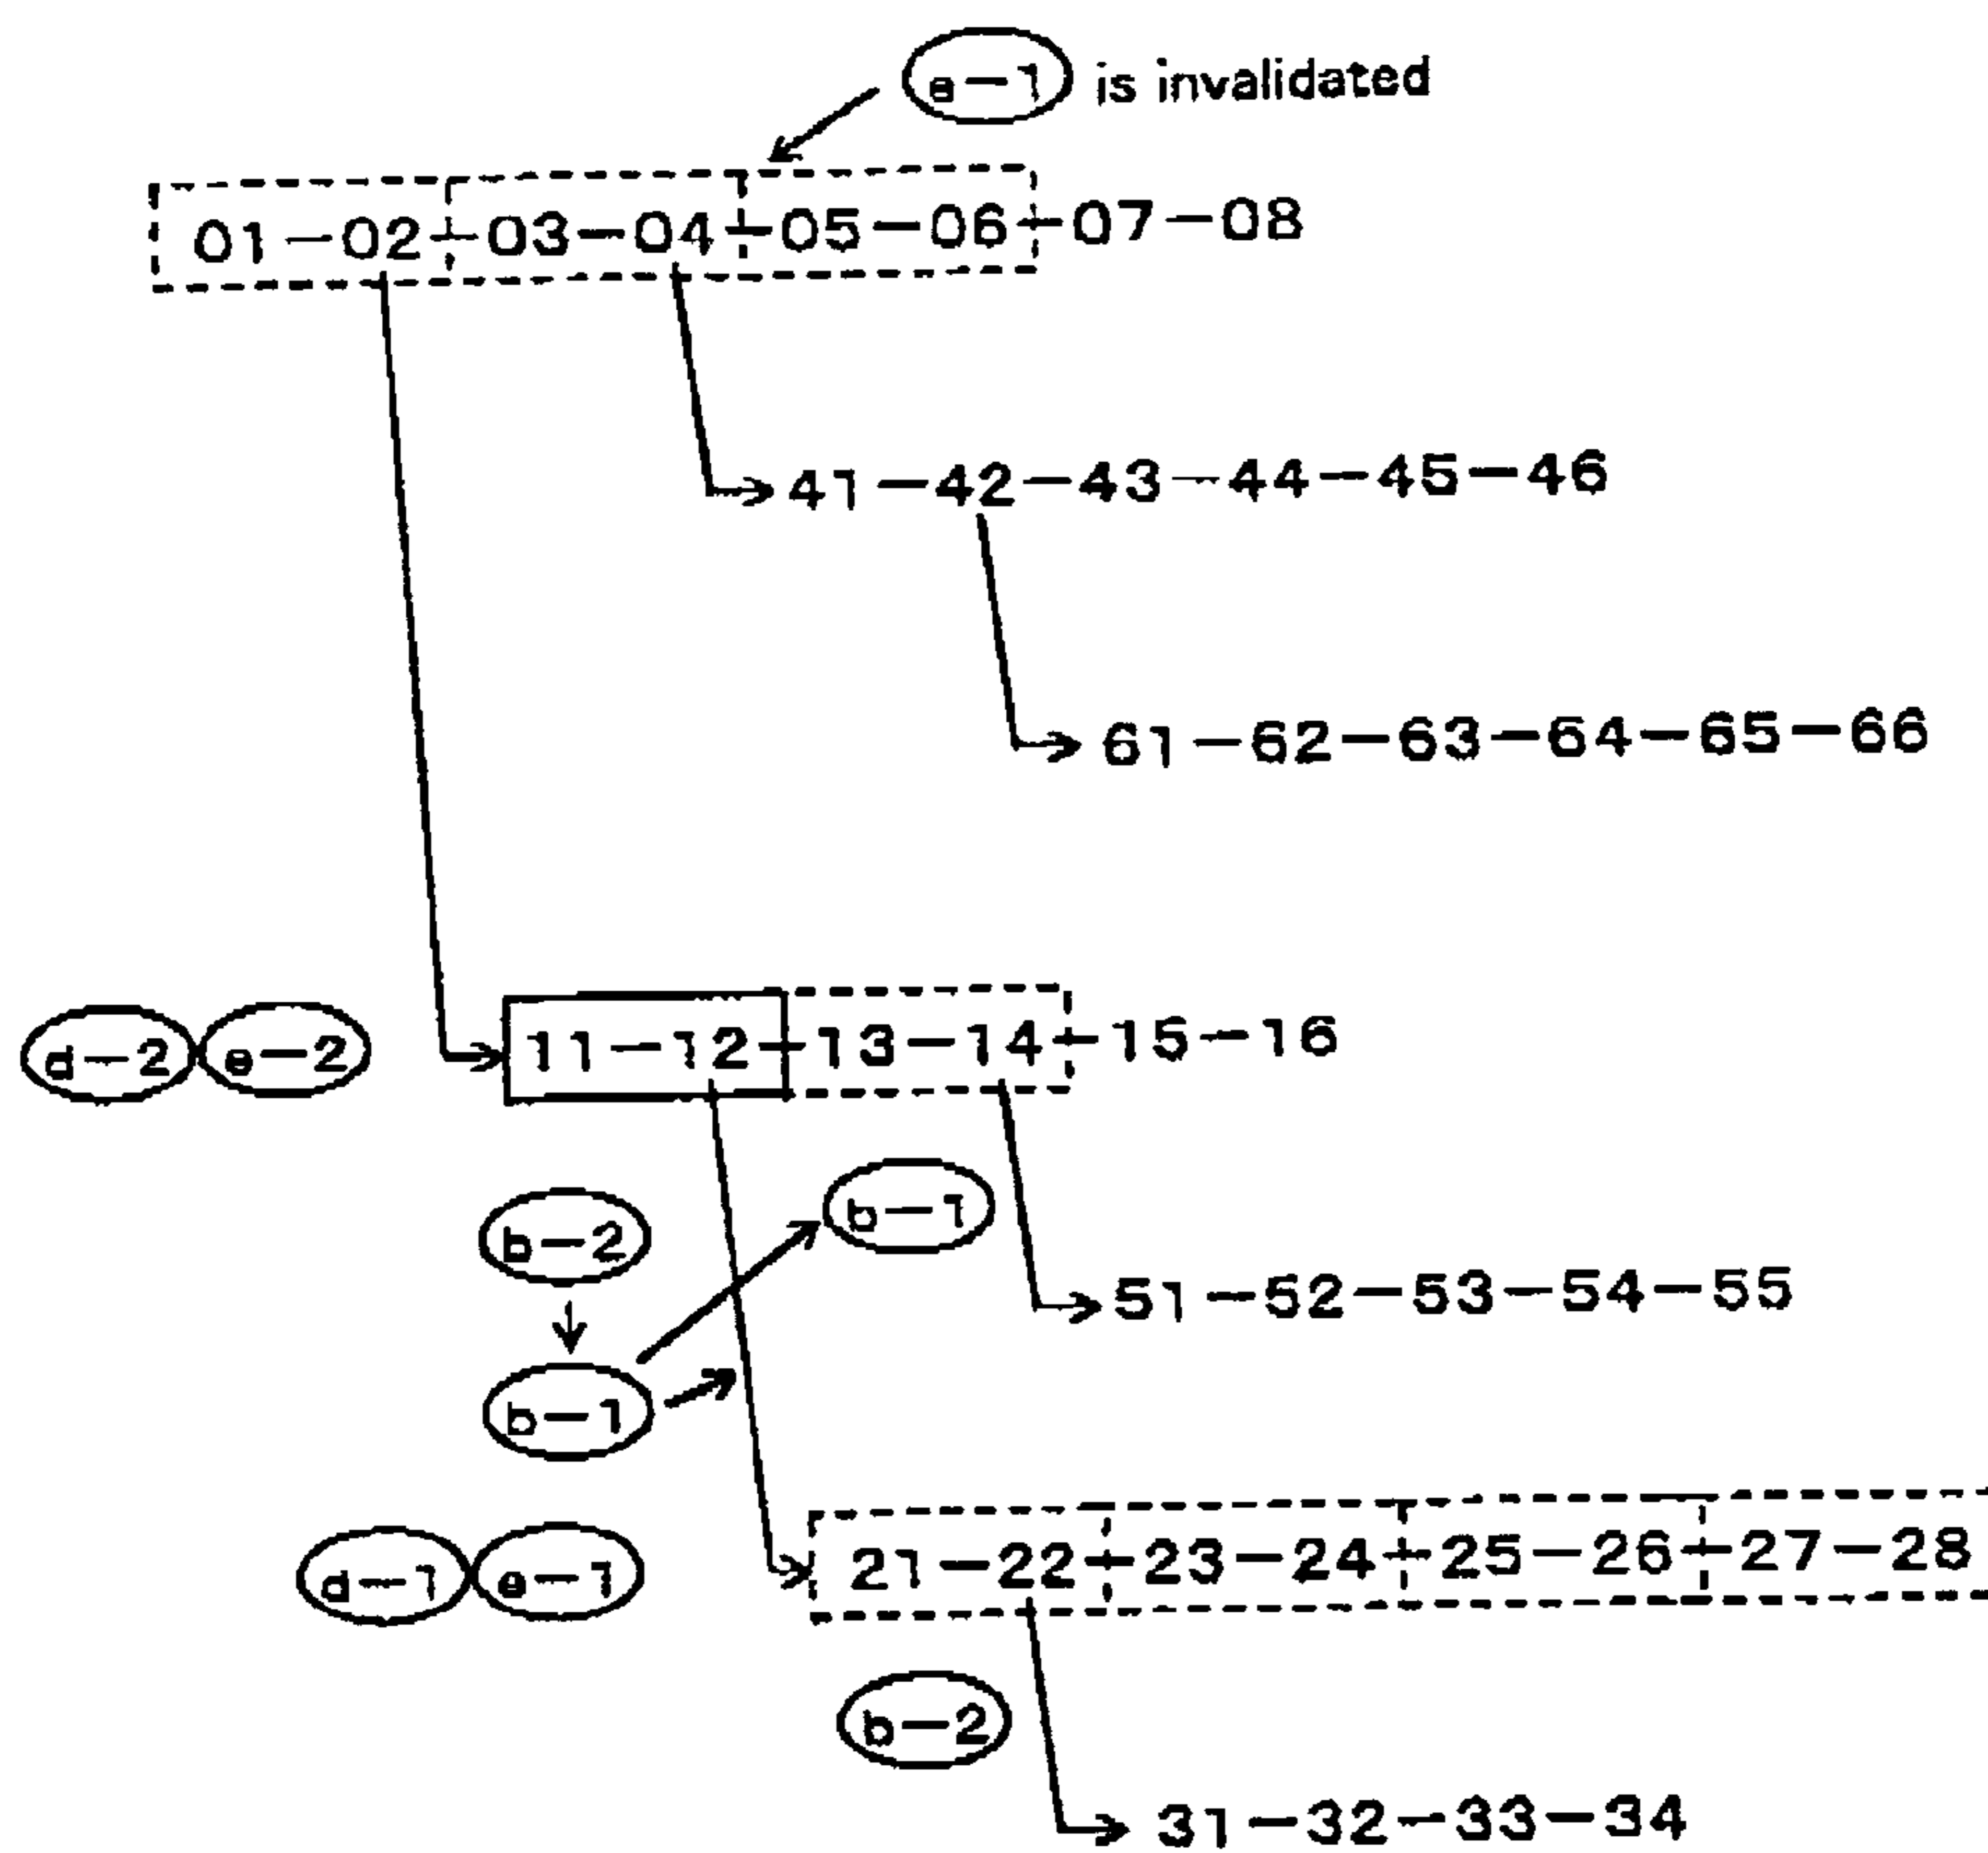 e-1 is invalidated
01-02-03-04-05-06-07-08
41-42-43-44-45-46
61-62-63-64-65-66
d-2 e-2 11-12-13-14-15-16
b-1
b-2
51-52-53-54-55
b-1
d-1 e-1 21-22-23-24-25-26-27-28
b-2
31-32-33-34